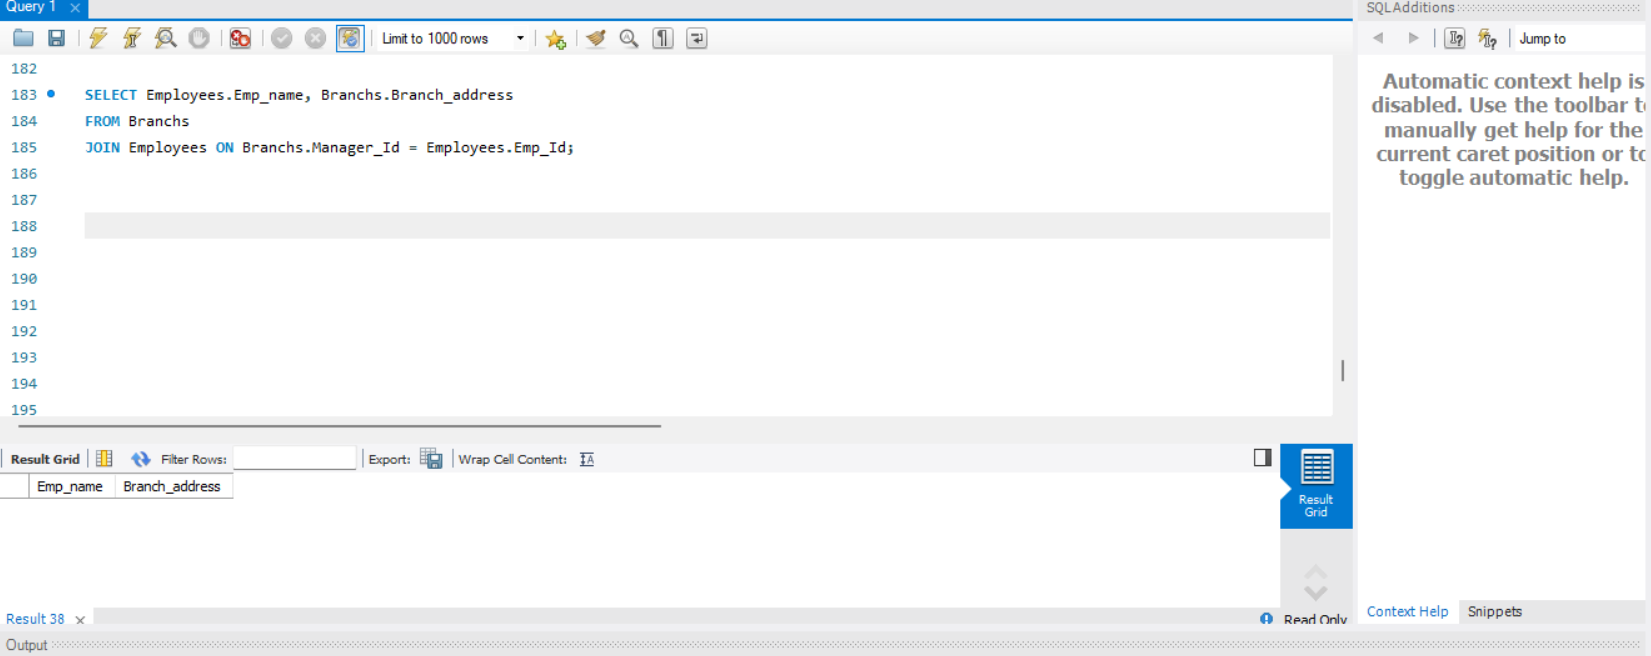 Query 1 ×
SQLAdditions
Limit to 1000 rows
Jump to
182
183 SELECT Employees.Emp_name, Branchs.Branch_address
184 FROM Branchs
185 JOIN Employees ON Branchs.Manager_Id = Employees.Emp_Id;
186
187
188
189
190
191
192
193
194
195
Automatic context help is
disabled. Use the toolbar t
manually get help for the
current caret position or to
toggle automatic help.
Result Grid
Filter Rows:
Export:
Wrap Cell Content:
Emp_name Branch_address
Result
Grid
Result 38 ×
Read Only
Context Help Snippets
Output